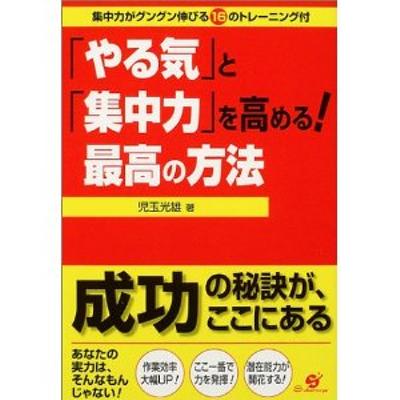 集中力がグングン伸びる16のトレーニング付
「やる気」と
「集中力」を高める!
最高の方法
児玉光雄 著
成功の秘訣が、
ここにある
あなたの
実力は、
そんなもん
じゃない!
作業効率
大幅UP!
ここ一番で
力を発揮!
潜在能力が
開花する!